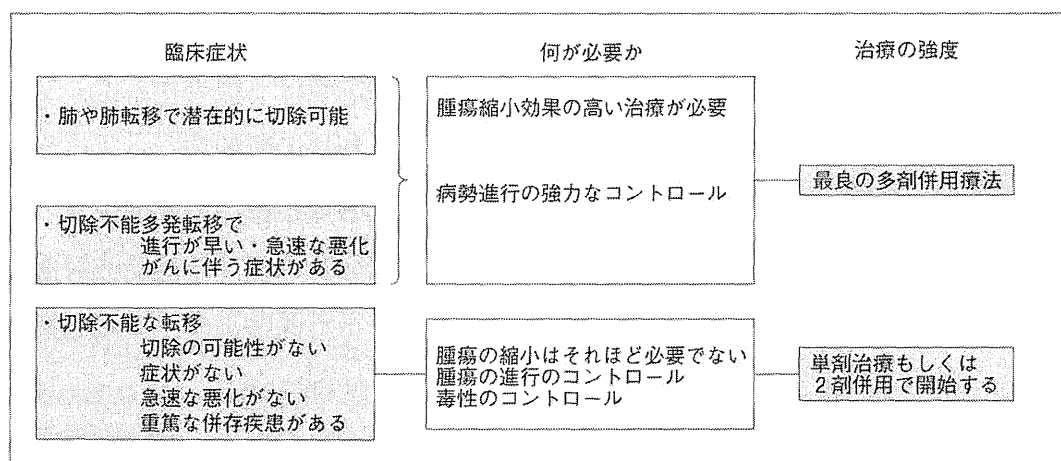 臨床症状
何が必要か
治療の強度
・肺や肺転移で潜在的に切除可能
・切除不能多発転移で
進行が早い・急速な悪化
がんに伴う症状がある
腫瘍縮小効果の高い治療が必要
病勢進行の強力なコントロール
最良の多剤併用療法
・切除不能な転移
切除の可能性がない
症状がない
急速な悪化がない
重篤な併存疾患がある
腫瘍の縮小はそれほど必要でない
腫瘍の進行のコントロール
毒性のコントロール
単剤治療もしくは
2剤併用で開始する